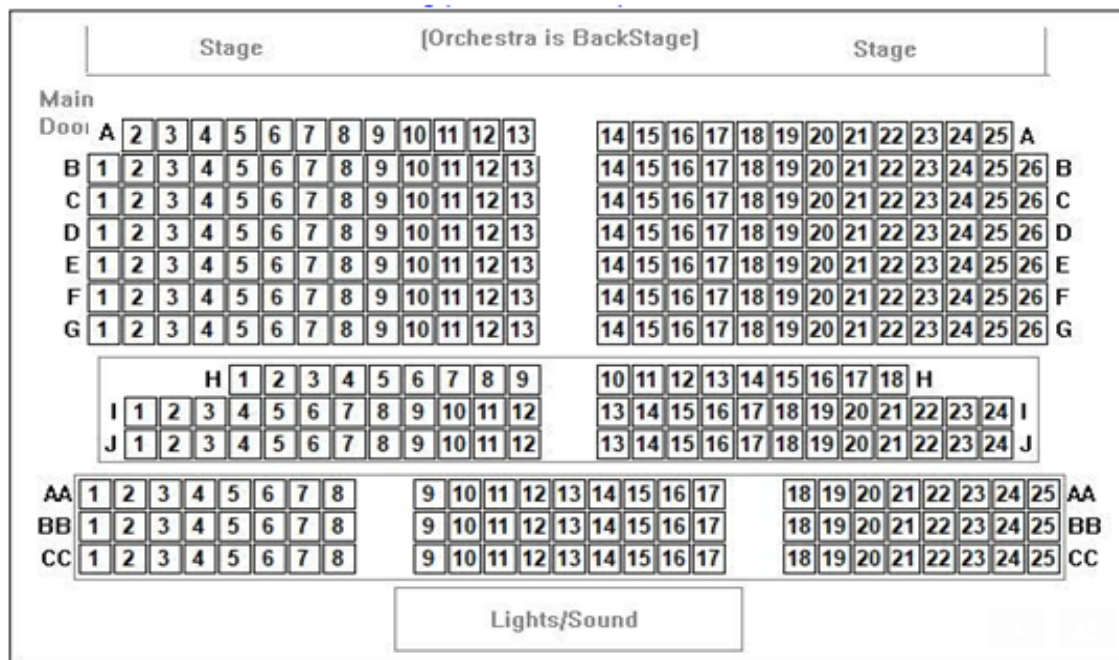 Stage (Orchestra is BackStage) Stage
Main
Door
A 2 3 4 5 6 7 8 9 10 11 12 13 14 15 16 17 18 19 20 21 22 23 24 25 A
B 1 2 3 4 5 6 7 8 9 10 11 12 13 14 15 16 17 18 19 20 21 22 23 24 25 26 B
C 1 2 3 4 5 6 7 8 9 10 11 12 13 14 15 16 17 18 19 20 21 22 23 24 25 26 C
D 1 2 3 4 5 6 7 8 9 10 11 12 13 14 15 16 17 18 19 20 21 22 23 24 25 26 D
E 1 2 3 4 5 6 7 8 9 10 11 12 13 14 15 16 17 18 19 20 21 22 23 24 25 26 E
F 1 2 3 4 5 6 7 8 9 10 11 12 13 14 15 16 17 18 19 20 21 22 23 24 25 26 F
G 1 2 3 4 5 6 7 8 9 10 11 12 13 14 15 16 17 18 19 20 21 22 23 24 25 26 G
H 1 2 3 4 5 6 7 8 9 10 11 12 13 14 15 16 17 18 H
I 1 2 3 4 5 6 7 8 9 10 11 12 13 14 15 16 17 18 19 20 21 22 23 24 I
J 1 2 3 4 5 6 7 8 9 10 11 12 13 14 15 16 17 18 19 20 21 22 23 24 J
AA 1 2 3 4 5 6 7 8 9 10 11 12 13 14 15 16 17 18 19 20 21 22 23 24 25 AA
BB 1 2 3 4 5 6 7 8 9 10 11 12 13 14 15 16 17 18 19 20 21 22 23 24 25 BB
CC 1 2 3 4 5 6 7 8 9 10 11 12 13 14 15 16 17 18 19 20 21 22 23 24 25 CC
Lights/Sound